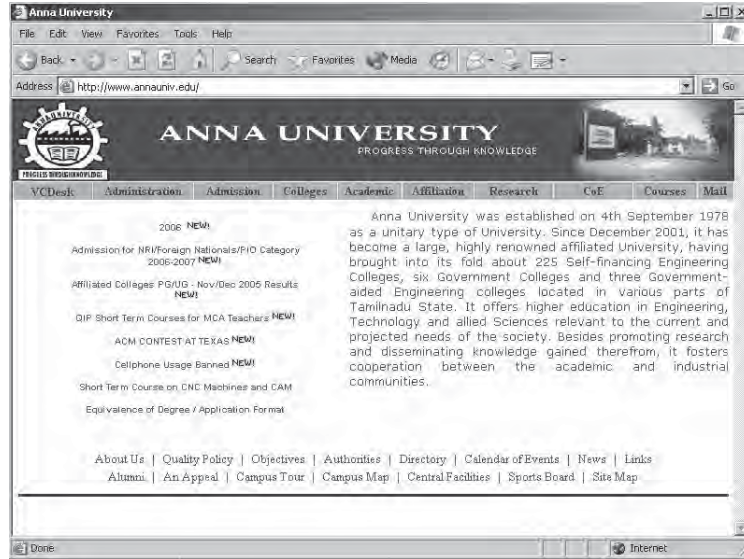 Anna University
File Edit View Favorites Tools Help
Back Search Favorites Media
Address http://www.annauniv.edu/ Go
ANNA UNIVERSITY
PROGRESS THROUGH KNOWLEDGE
PROGRESS THROUGH KNOWLEDGE
VCDesk Administration Admission Colleges Academic Affiliation Research CoE Courses Mail
2006 NEW!
Admission for NRI/Foreign Nationals/PIO Category
2006-2007 NEW!
Affiliated Colleges PG/UG - Nov/Dec 2005 Results
NEW!
QIP Short Term Courses for MCA Teachers NEW!
ACM CONTEST AT TEXAS NEW!
Cellphone Usage Banned NEW!
Short Term Course on CNC Machines and CAM
Equivalence of Degree / Application Format
Anna University was established on 4th September 1978
as a unitary type of University. Since December 2001, it has
become a large, highly renowned affiliated University, having
brought into its fold about 225 Self-financing Engineering
Colleges, six Government Colleges and three Government-
aided Engineering colleges located in various parts of
Tamilnadu State. It offers higher education in Engineering,
Technology and allied Sciences relevant to the current and
projected needs of the society. Besides promoting research
and disseminating knowledge gained therefrom, it fosters
cooperation between the academic and industrial
communities.
About Us | Quality Policy | Objectives | Authorities | Directory | Calendar of Events | News | Links
Alumni | An Appeal | Campus Tour | Campus Map | Central Facilities | Sports Board | Site Map
Done Internet